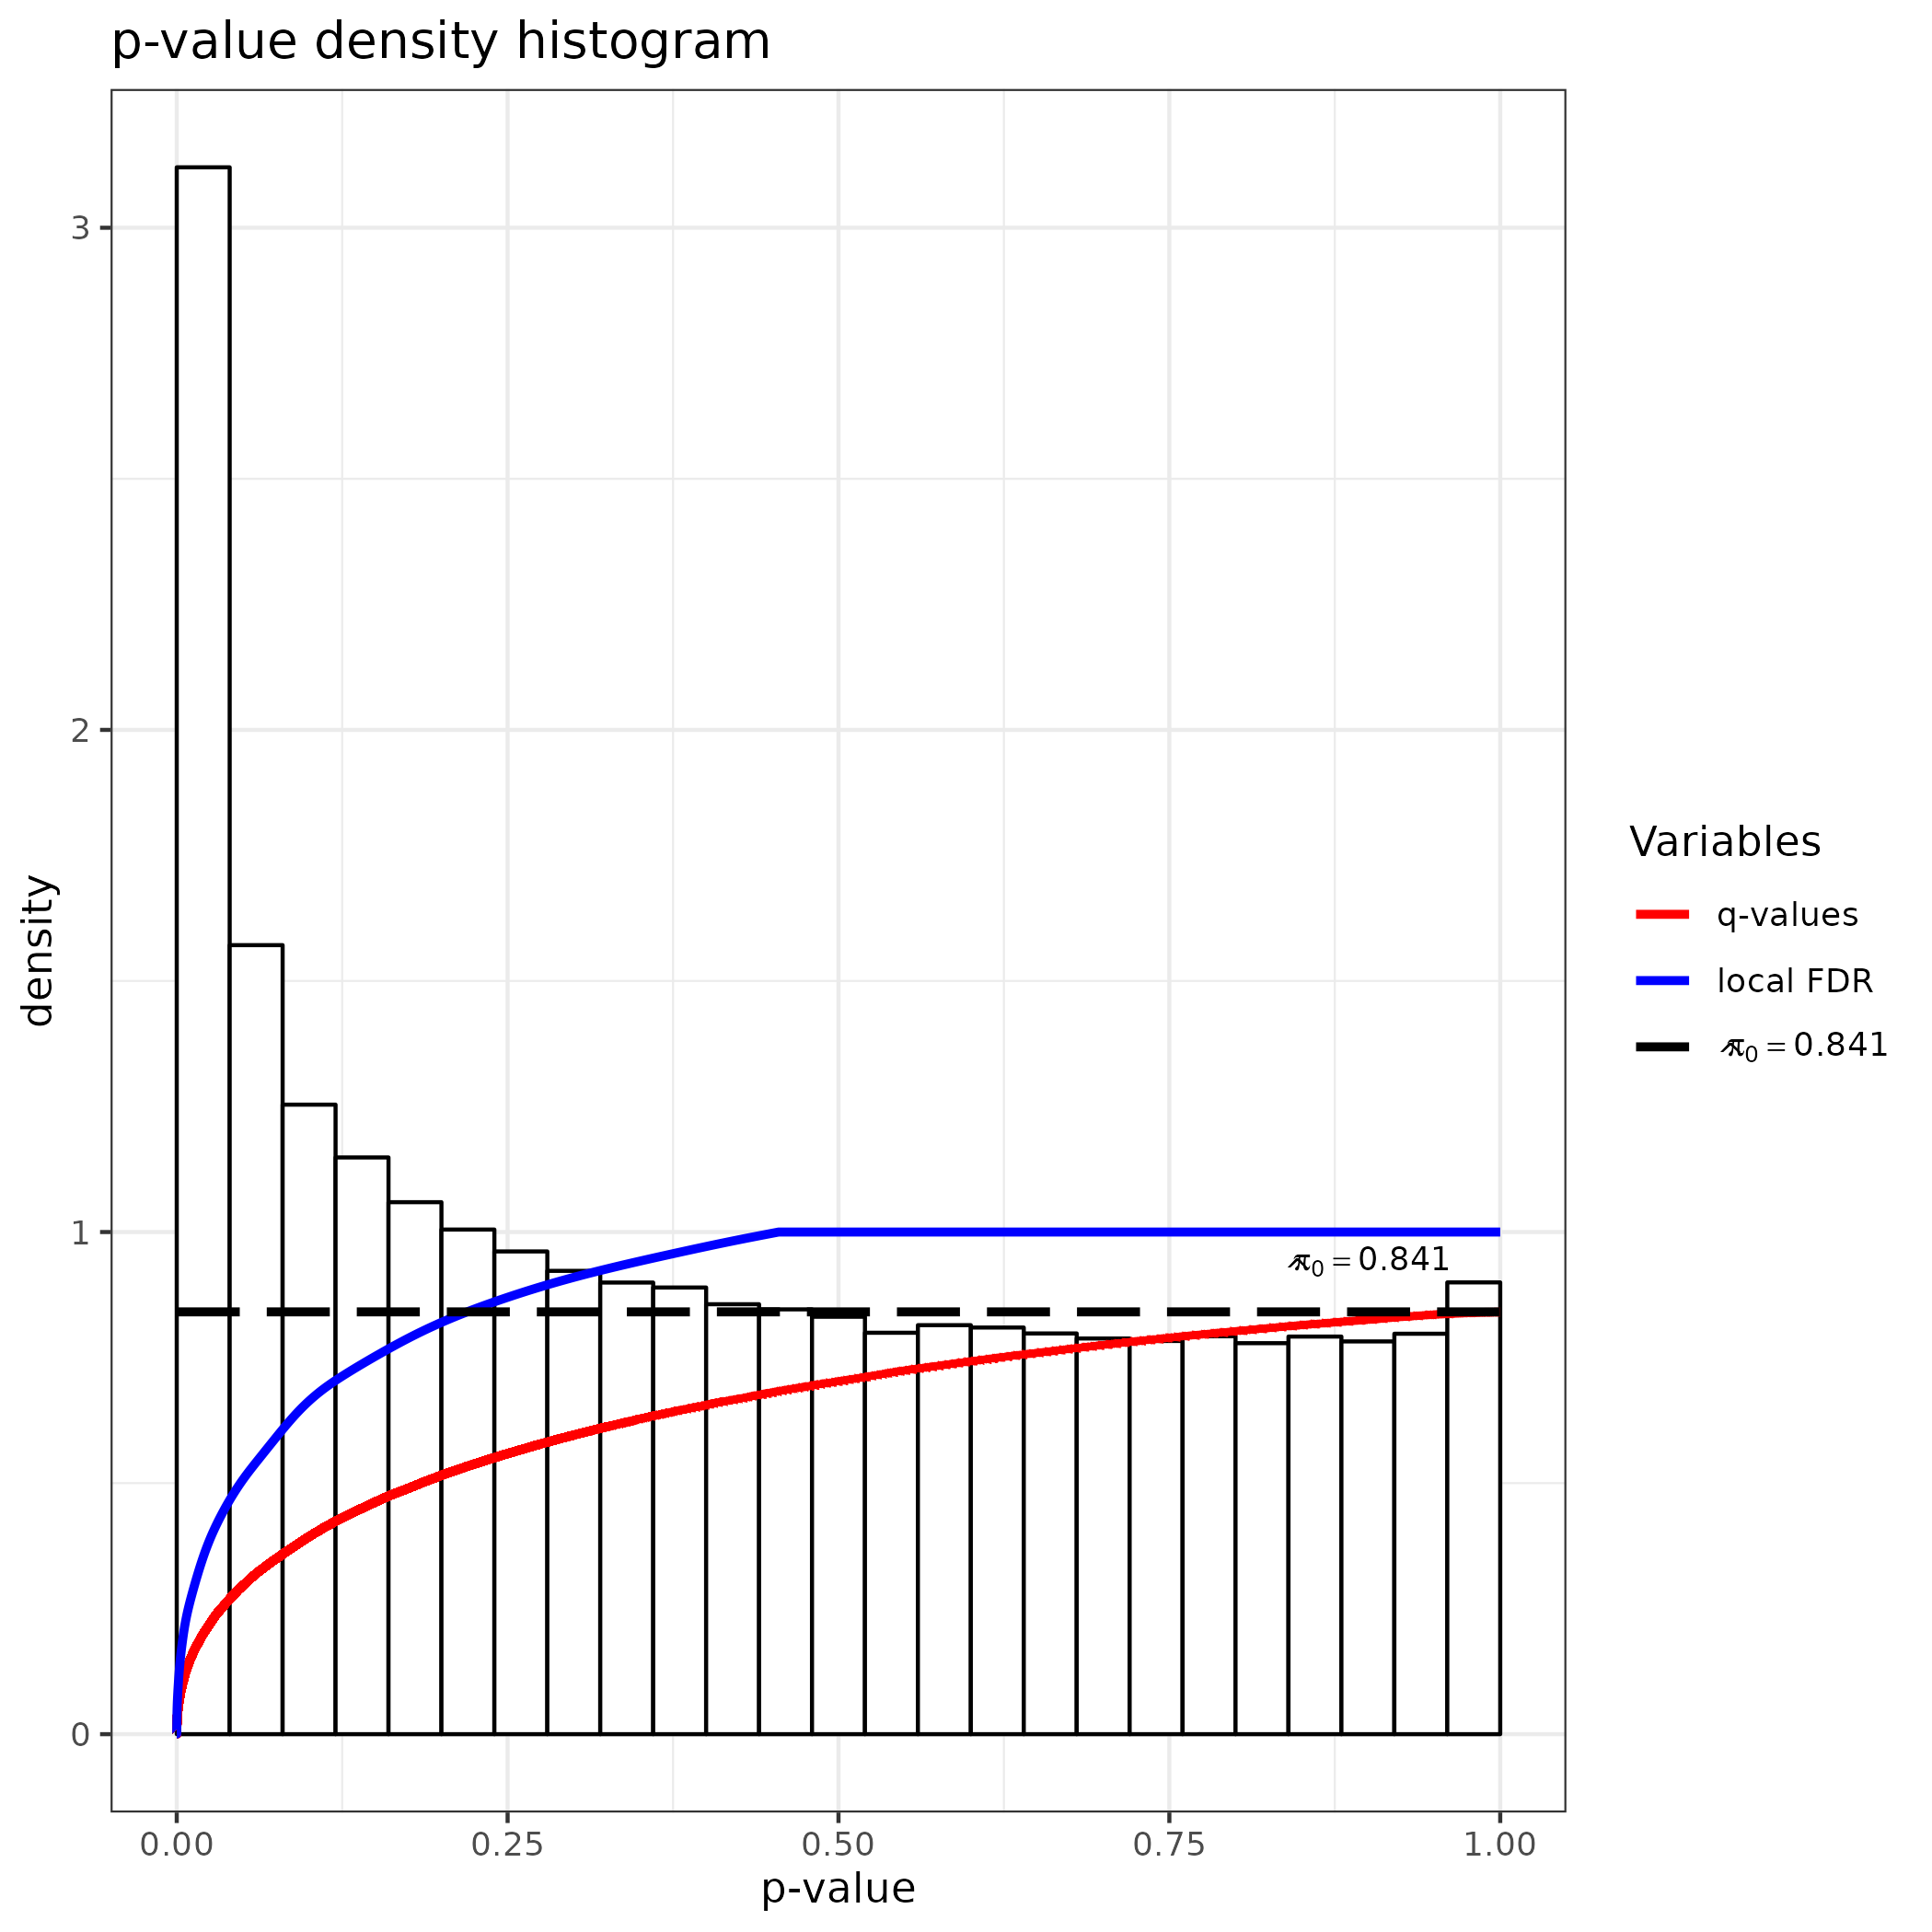 p-value density histogram
3
2
1
0
density
π̂₀ = 0.841
0.00 0.25 0.50 0.75 1.00
p-value
Variables
q-values
local FDR
π̂₀ = 0.841